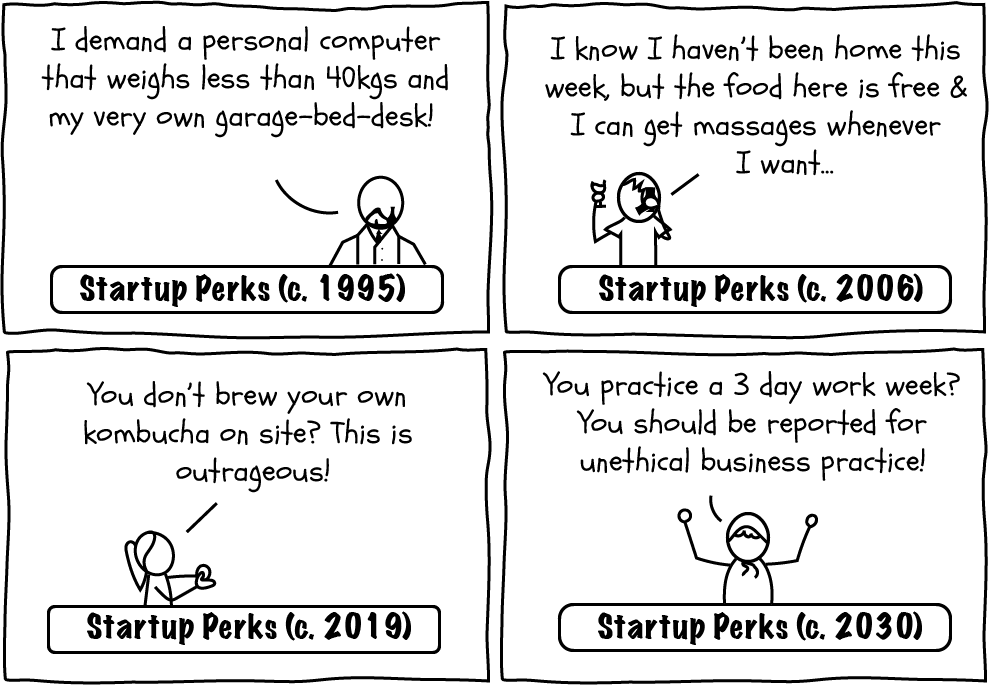 I demand a personal computer
that weighs less than 40kgs and
my very own garage-bed-desk!
Startup Perks (c. 1995)
I know I haven't been home this
week, but the food here is free &
I can get massages whenever
I want...
Startup Perks (c. 2006)
You don't brew your own
kombucha on site? This is
outrageous!
Startup Perks (c. 2019)
You practice a 3 day work week?
You should be reported for
unethical business practice!
Startup Perks (c. 2030)